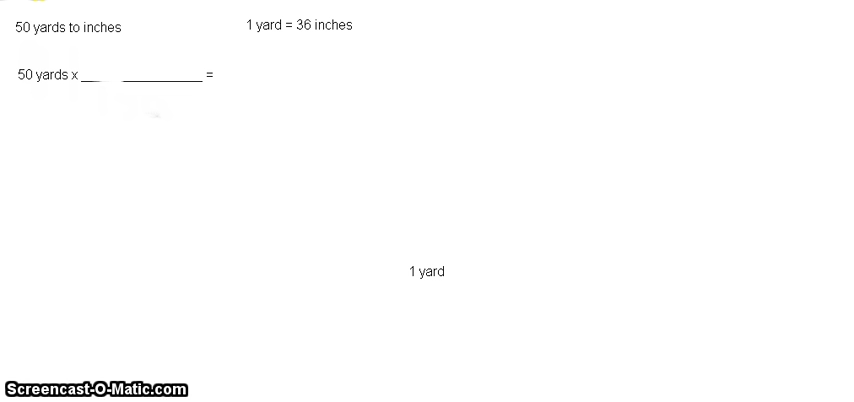 50 yards to inches
1 yard = 36 inches
50 yards x ____ ________ =
1 yard
Screencast-O-Matic.com